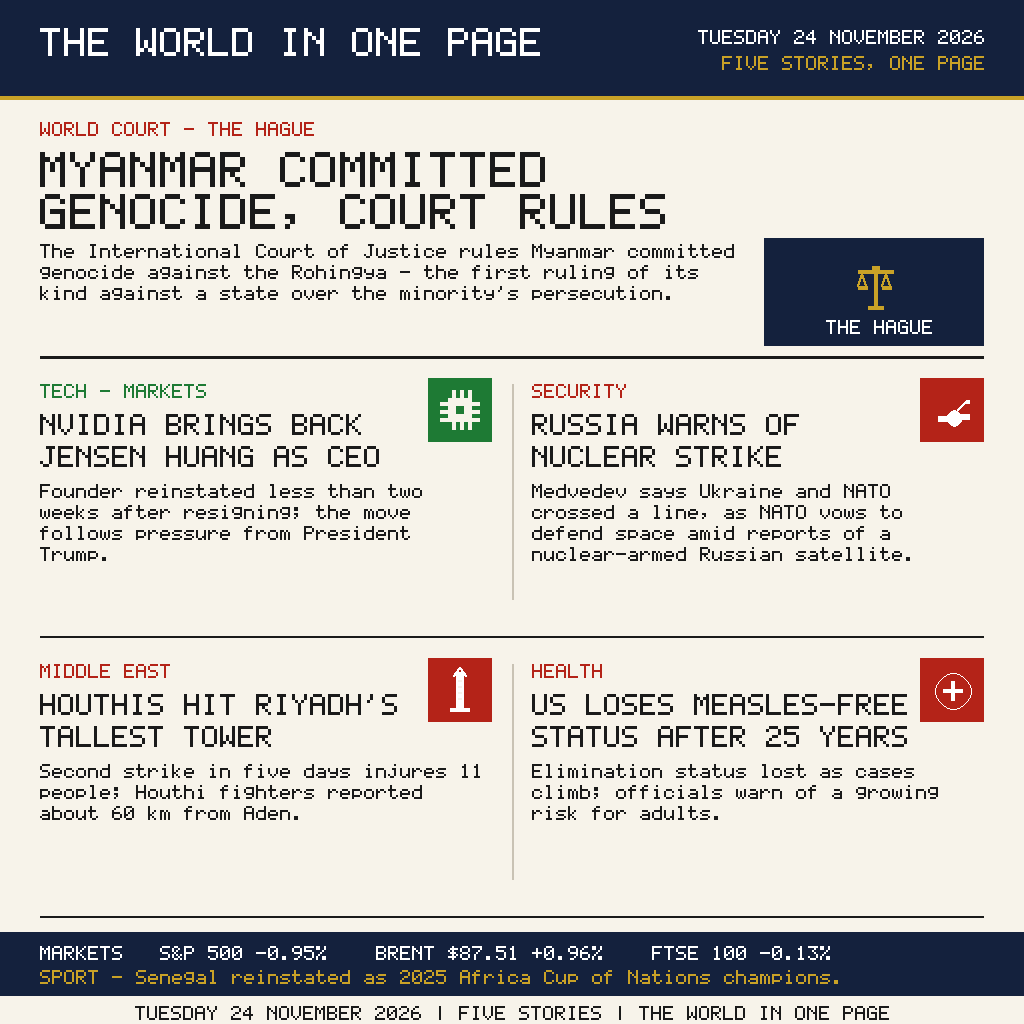 THE WORLD IN ONE PAGE
TUESDAY 24 NOVEMBER 2026
FIVE STORIES, ONE PAGE
WORLD COURT - THE HAGUE
MYANMAR COMMITTED
GENOCIDE, COURT RULES
The International Court of Justice rules Myanmar committed
genocide against the Rohingya - the first ruling of its
kind against a state over the minority's persecution.
THE HAGUE
TECH - MARKETS
NVIDIA BRINGS BACK
JENSEN HUANG AS CEO
Founder reinstated less than two
weeks after resigning; the move
follows pressure from President
Trump.
SECURITY
RUSSIA WARNS OF
NUCLEAR STRIKE
Medvedev says Ukraine and NATO
crossed a line, as NATO vows to
defend space amid reports of a
nuclear-armed Russian satellite.
MIDDLE EAST
HOUTHIS HIT RIYADH'S
TALLEST TOWER
Second strike in five days injures 11
people; Houthi fighters reported
about 60 km from Aden.
HEALTH
US LOSES MEASLES-FREE
STATUS AFTER 25 YEARS
Elimination status lost as cases
climb; officials warn of a growing
risk for adults.
MARKETS S&P 500 -0.95% BRENT $87.51 +0.96% FTSE 100 -0.13%
SPORT - Senegal reinstated as 2025 Africa Cup of Nations champions.
TUESDAY 24 NOVEMBER 2026 | FIVE STORIES | THE WORLD IN ONE PAGE